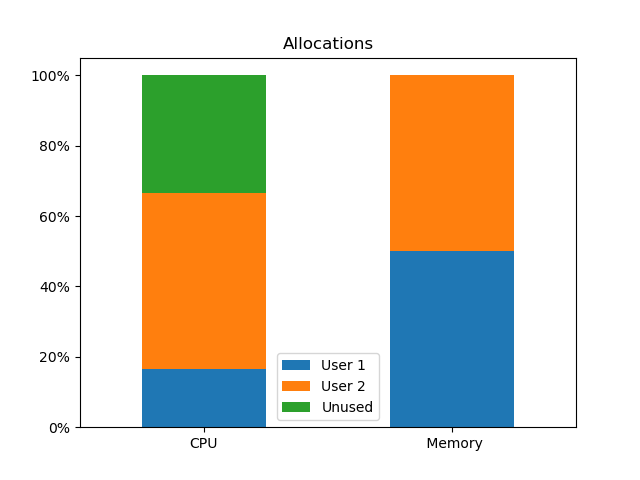 Allocations
100%
80%
60%
40%
20%
0%
User 1
User 2
Unused
CPU
Memory